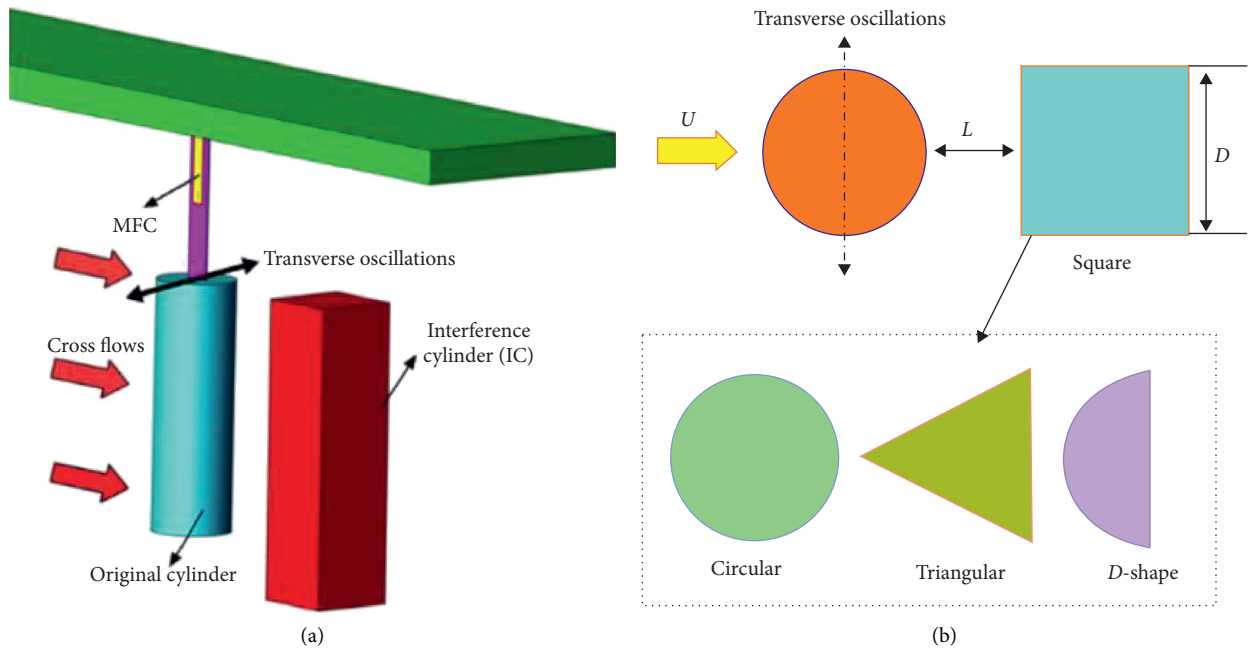 MFC
Transverse oscillations
Cross flows
Interference
cylinder (IC)
Original cylinder
(a)
Transverse oscillations
U
L
D
Square
Circular
Triangular
D-shape
(b)